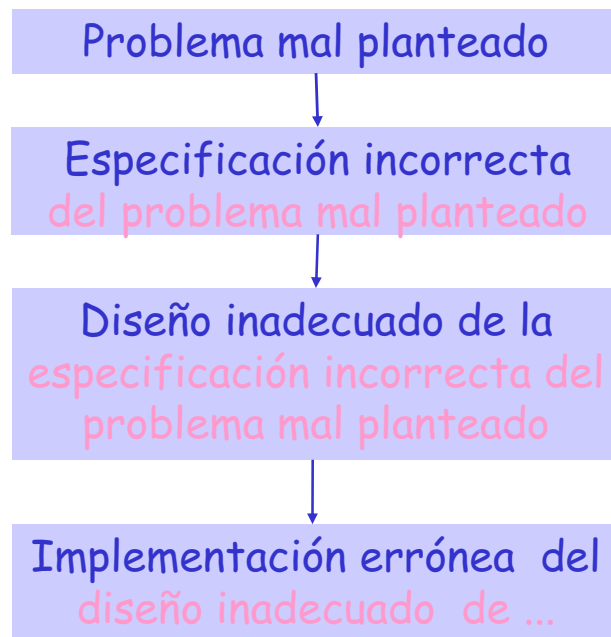 Problema mal planteado
Especificación incorrecta
del problema mal planteado
Diseño inadecuado de la
especificación incorrecta del
problema mal planteado
Implementación errónea del
diseño inadecuado de ...